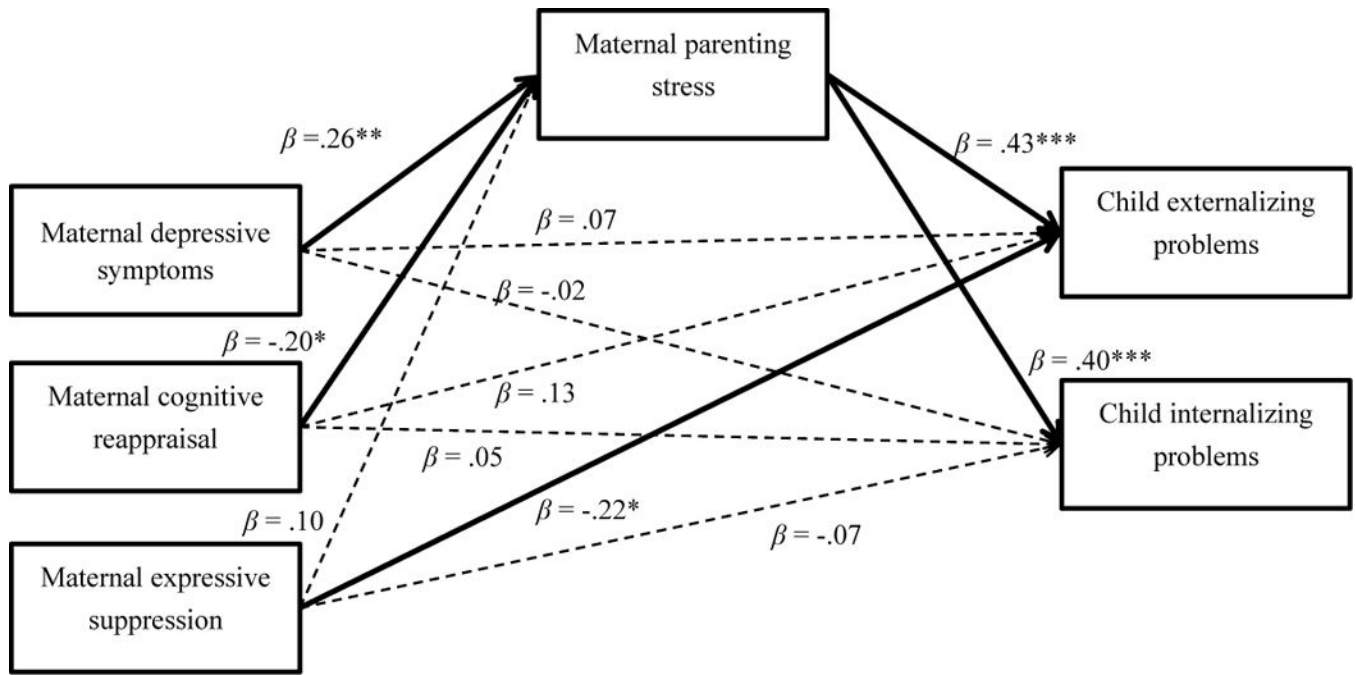 Maternal parenting
stress
β =.26**
β = .43***
Maternal depressive
symptoms
β = .07
Child externalizing
problems
β = -.02
β = -.20*
β = .40***
Maternal cognitive
reappraisal
β = .13
Child internalizing
problems
β = .05
β = .10
β = -.22*
β = -.07
Maternal expressive
suppression